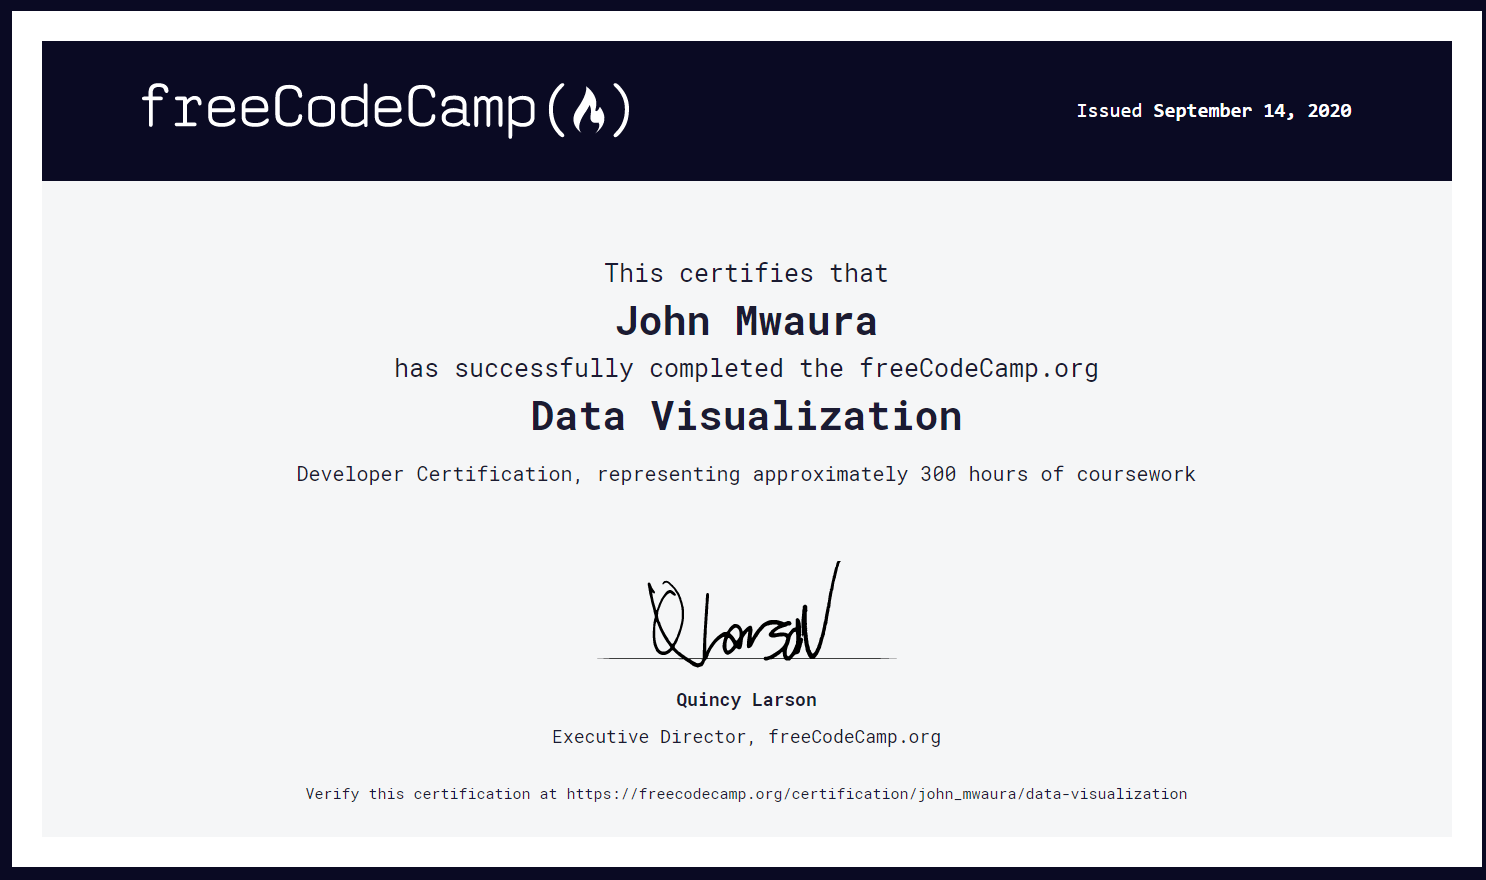 freeCodeCamp
Issued September 14, 2020
This certifies that
John Mwaura
has successfully completed the freeCodeCamp.org
Data Visualization
Developer Certification, representing approximately 300 hours of coursework
Q Larson
Quincy Larson
Executive Director, freeCodeCamp.org
Verify this certification at https://freecodecamp.org/certification/john_mwaura/data-visualization